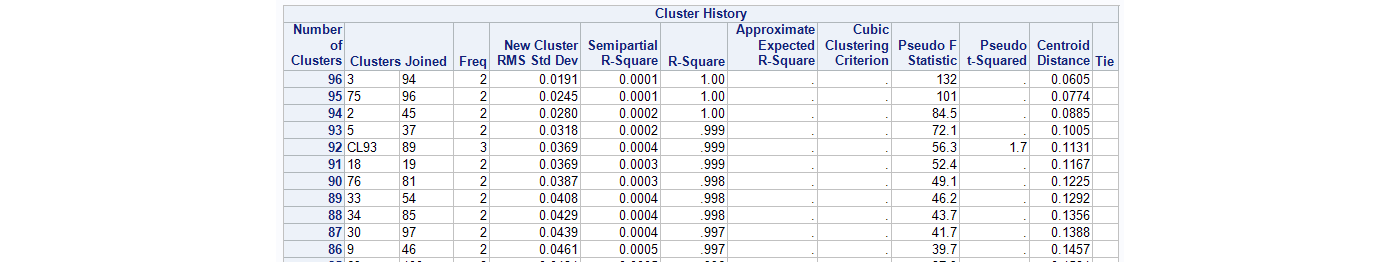 Cluster History
Number of Clusters Clusters Joined Freq New Cluster RMS Std Dev Semipartial R-Square R-Square Approximate Expected R-Square Cubic Clustering Criterion Pseudo F Statistic Pseudo t-Squared Centroid Distance Tie
96 3 94 2 0.0191 0.0001 1.00 . . 132 . 0.0605
95 75 96 2 0.0245 0.0001 1.00 . . 101 . 0.0774
94 2 45 2 0.0280 0.0002 1.00 . . 84.5 . 0.0885
93 5 37 2 0.0318 0.0002 .999 . . 72.1 . 0.1005
92 CL93 89 3 0.0369 0.0004 .999 . . 56.3 1.7 0.1131
91 18 19 2 0.0369 0.0003 .999 . . 52.4 . 0.1167
90 76 81 2 0.0387 0.0003 .998 . . 49.1 . 0.1225
89 33 54 2 0.0408 0.0004 .998 . . 46.2 . 0.1292
88 34 85 2 0.0429 0.0004 .998 . . 43.7 . 0.1356
87 30 97 2 0.0439 0.0004 .997 . . 41.7 . 0.1388
86 9 46 2 0.0461 0.0005 .997 . . 39.7 . 0.1457